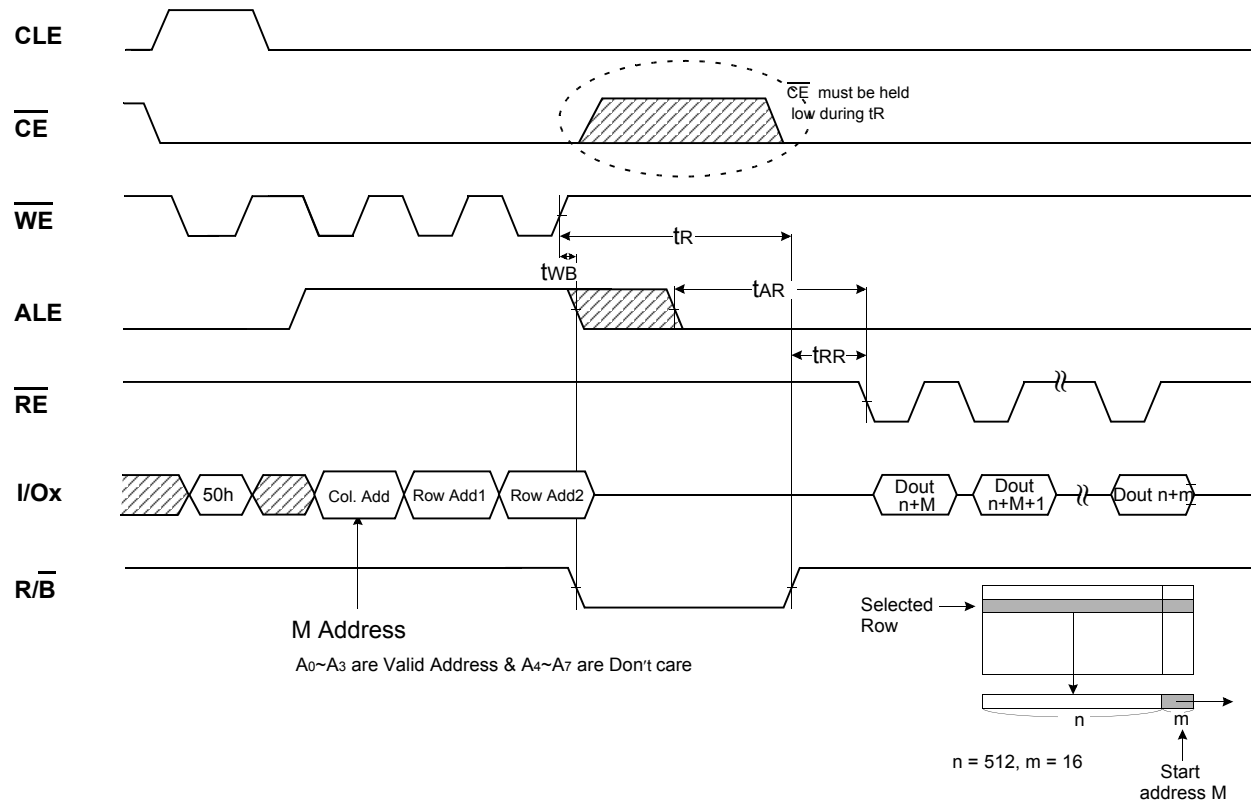 CLE
CE
CE must be held
low during tR
WE
tR
tWB
ALE
tAR
tRR
RE
I/Ox
50h
Col. Add
Row Add1
Row Add2
Dout
n+M
Dout
n+M+1
Dout n+m
R/B
M Address
A0~A3 are Valid Address & A4~A7 are Don't care
Selected
Row
n
m
n = 512, m = 16
Start
address M